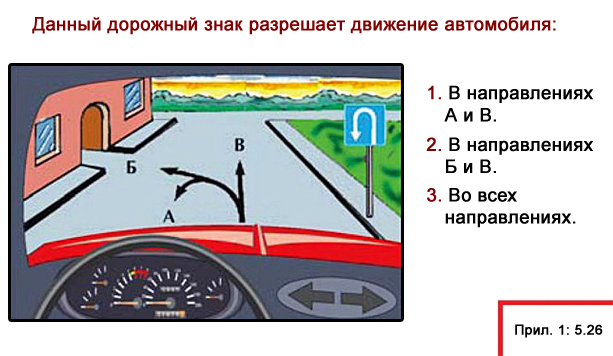 Данный дорожный знак разрешает движение автомобиля:
В
Б
А
1. В направлениях
А и В.
2. В направлениях
Б и В.
3. Во всех
направлениях.
Прил. 1: 5.26